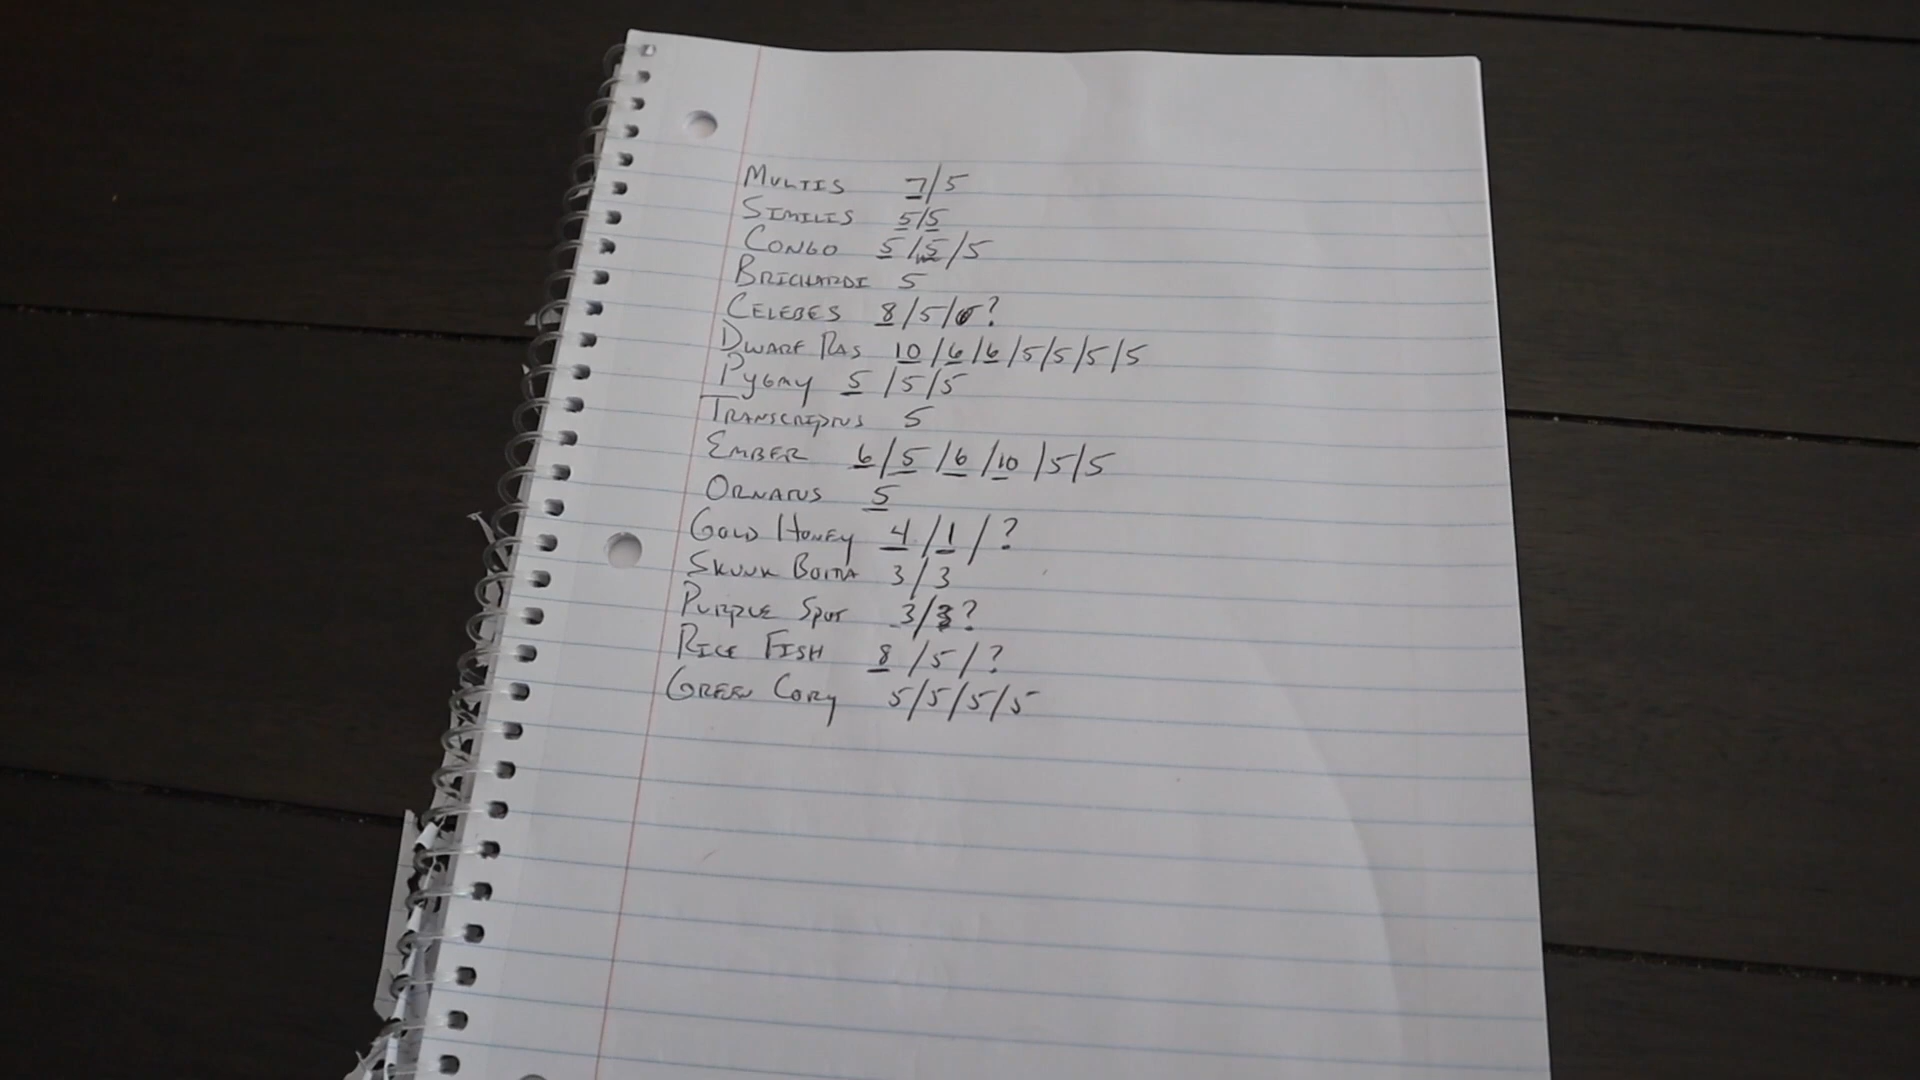 MULTIS 7/5
SIMILIS 5/5
CONGO 5/5/5
BRICHARDI 5
CELEBES 8/5/?
DWARF RAS 10/6/6/5/5/5/5
PYGMY 5/5/5
TRANSCRIPTUS 5
EMBER 6/5/6/10/5/5
ORNATUS 5
GOLD HONEY 4/1/?
SKUNK BOTIA 3/3
PURPLE SPOT 3/3?
RICE FISH 8/5/?
GREEN CORY 5/5/5/5